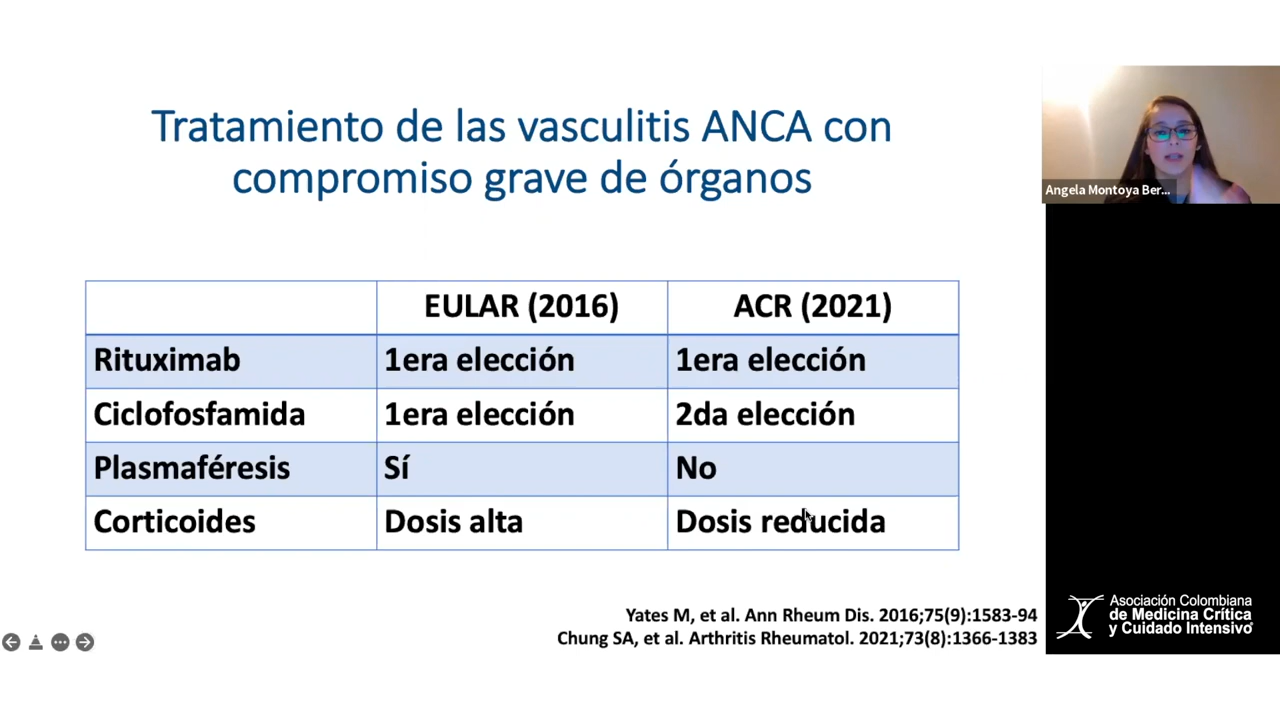 Tratamiento de las vasculitis ANCA con
compromiso grave de órganos
EULAR (2016) ACR (2021)
Rituximab 1era elección 1era elección
Ciclofosfamida 1era elección 2da elección
Plasmaféresis Sí No
Corticoides Dosis alta Dosis reducida
Yates M, et al. Ann Rheum Dis. 2016;75(9):1583-94
Chung SA, et al. Arthritis Rheumatol. 2021;73(8):1366-1383
Angela Montoya Ber...
Asociación Colombiana
de Medicina Crítica
y Cuidado Intensivo